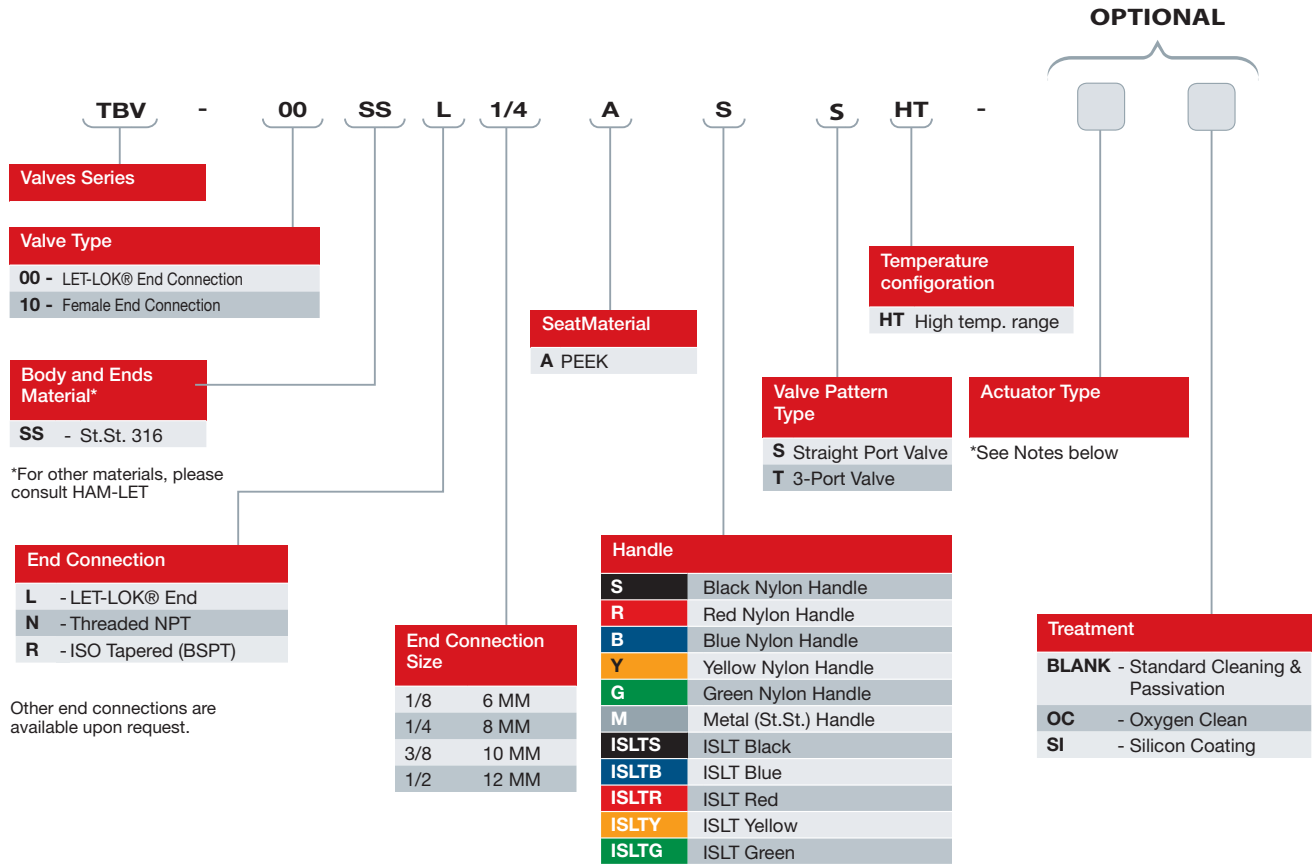 OPTIONAL
TBV - 00 SS L 1/4 A S S HT -
Valves Series
Valve Type
00 - LET-LOK® End Connection
10 - Female End Connection
Body and Ends
Material*
SS - St.St. 316
*For other materials, please
consult HAM-LET
End Connection
L - LET-LOK® End
N - Threaded NPT
R - ISO Tapered (BSPT)
Other end connections are
available upon request.
End Connection
Size
1/8 6 MM
1/4 8 MM
3/8 10 MM
1/2 12 MM
SeatMaterial
A PEEK
Handle
S Black Nylon Handle
R Red Nylon Handle
B Blue Nylon Handle
Y Yellow Nylon Handle
G Green Nylon Handle
M Metal (St.St.) Handle
ISLTS ISLT Black
ISLTB ISLT Blue
ISLTR ISLT Red
ISLTY ISLT Yellow
ISLTG ISLT Green
Valve Pattern
Type
S Straight Port Valve
T 3-Port Valve
Temperature
configoration
HT High temp. range
Actuator Type
*See Notes below
Treatment
BLANK - Standard Cleaning &
Passivation
OC - Oxygen Clean
SI - Silicon Coating